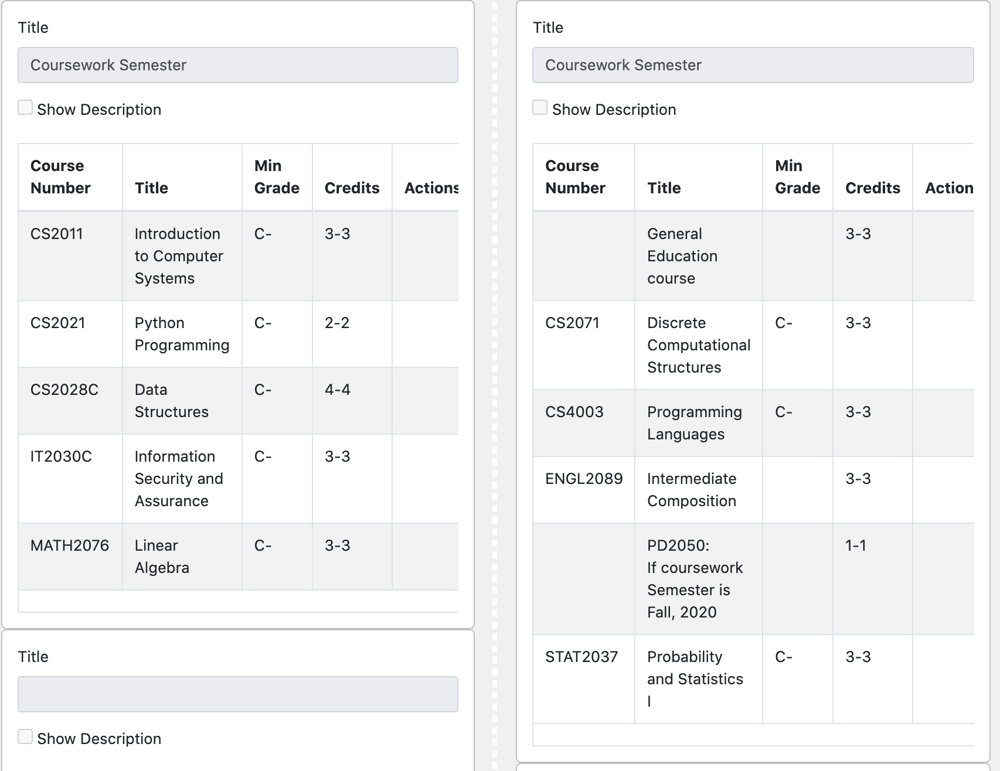 Title
Coursework Semester
Show Description
Course Number Title Min Grade Credits Actions
CS2011 Introduction to Computer Systems C- 3-3
CS2021 Python Programming C- 2-2
CS2028C Data Structures C- 4-4
IT2030C Information Security and Assurance C- 3-3
MATH2076 Linear Algebra C- 3-3
Title
Show Description
Title
Coursework Semester
Show Description
Course Number Title Min Grade Credits Action
General Education course 3-3
CS2071 Discrete Computational Structures C- 3-3
CS4003 Programming Languages C- 3-3
ENGL2089 Intermediate Composition 3-3
PD2050: If coursework Semester is Fall, 2020 1-1
STAT2037 Probability and Statistics I C- 3-3